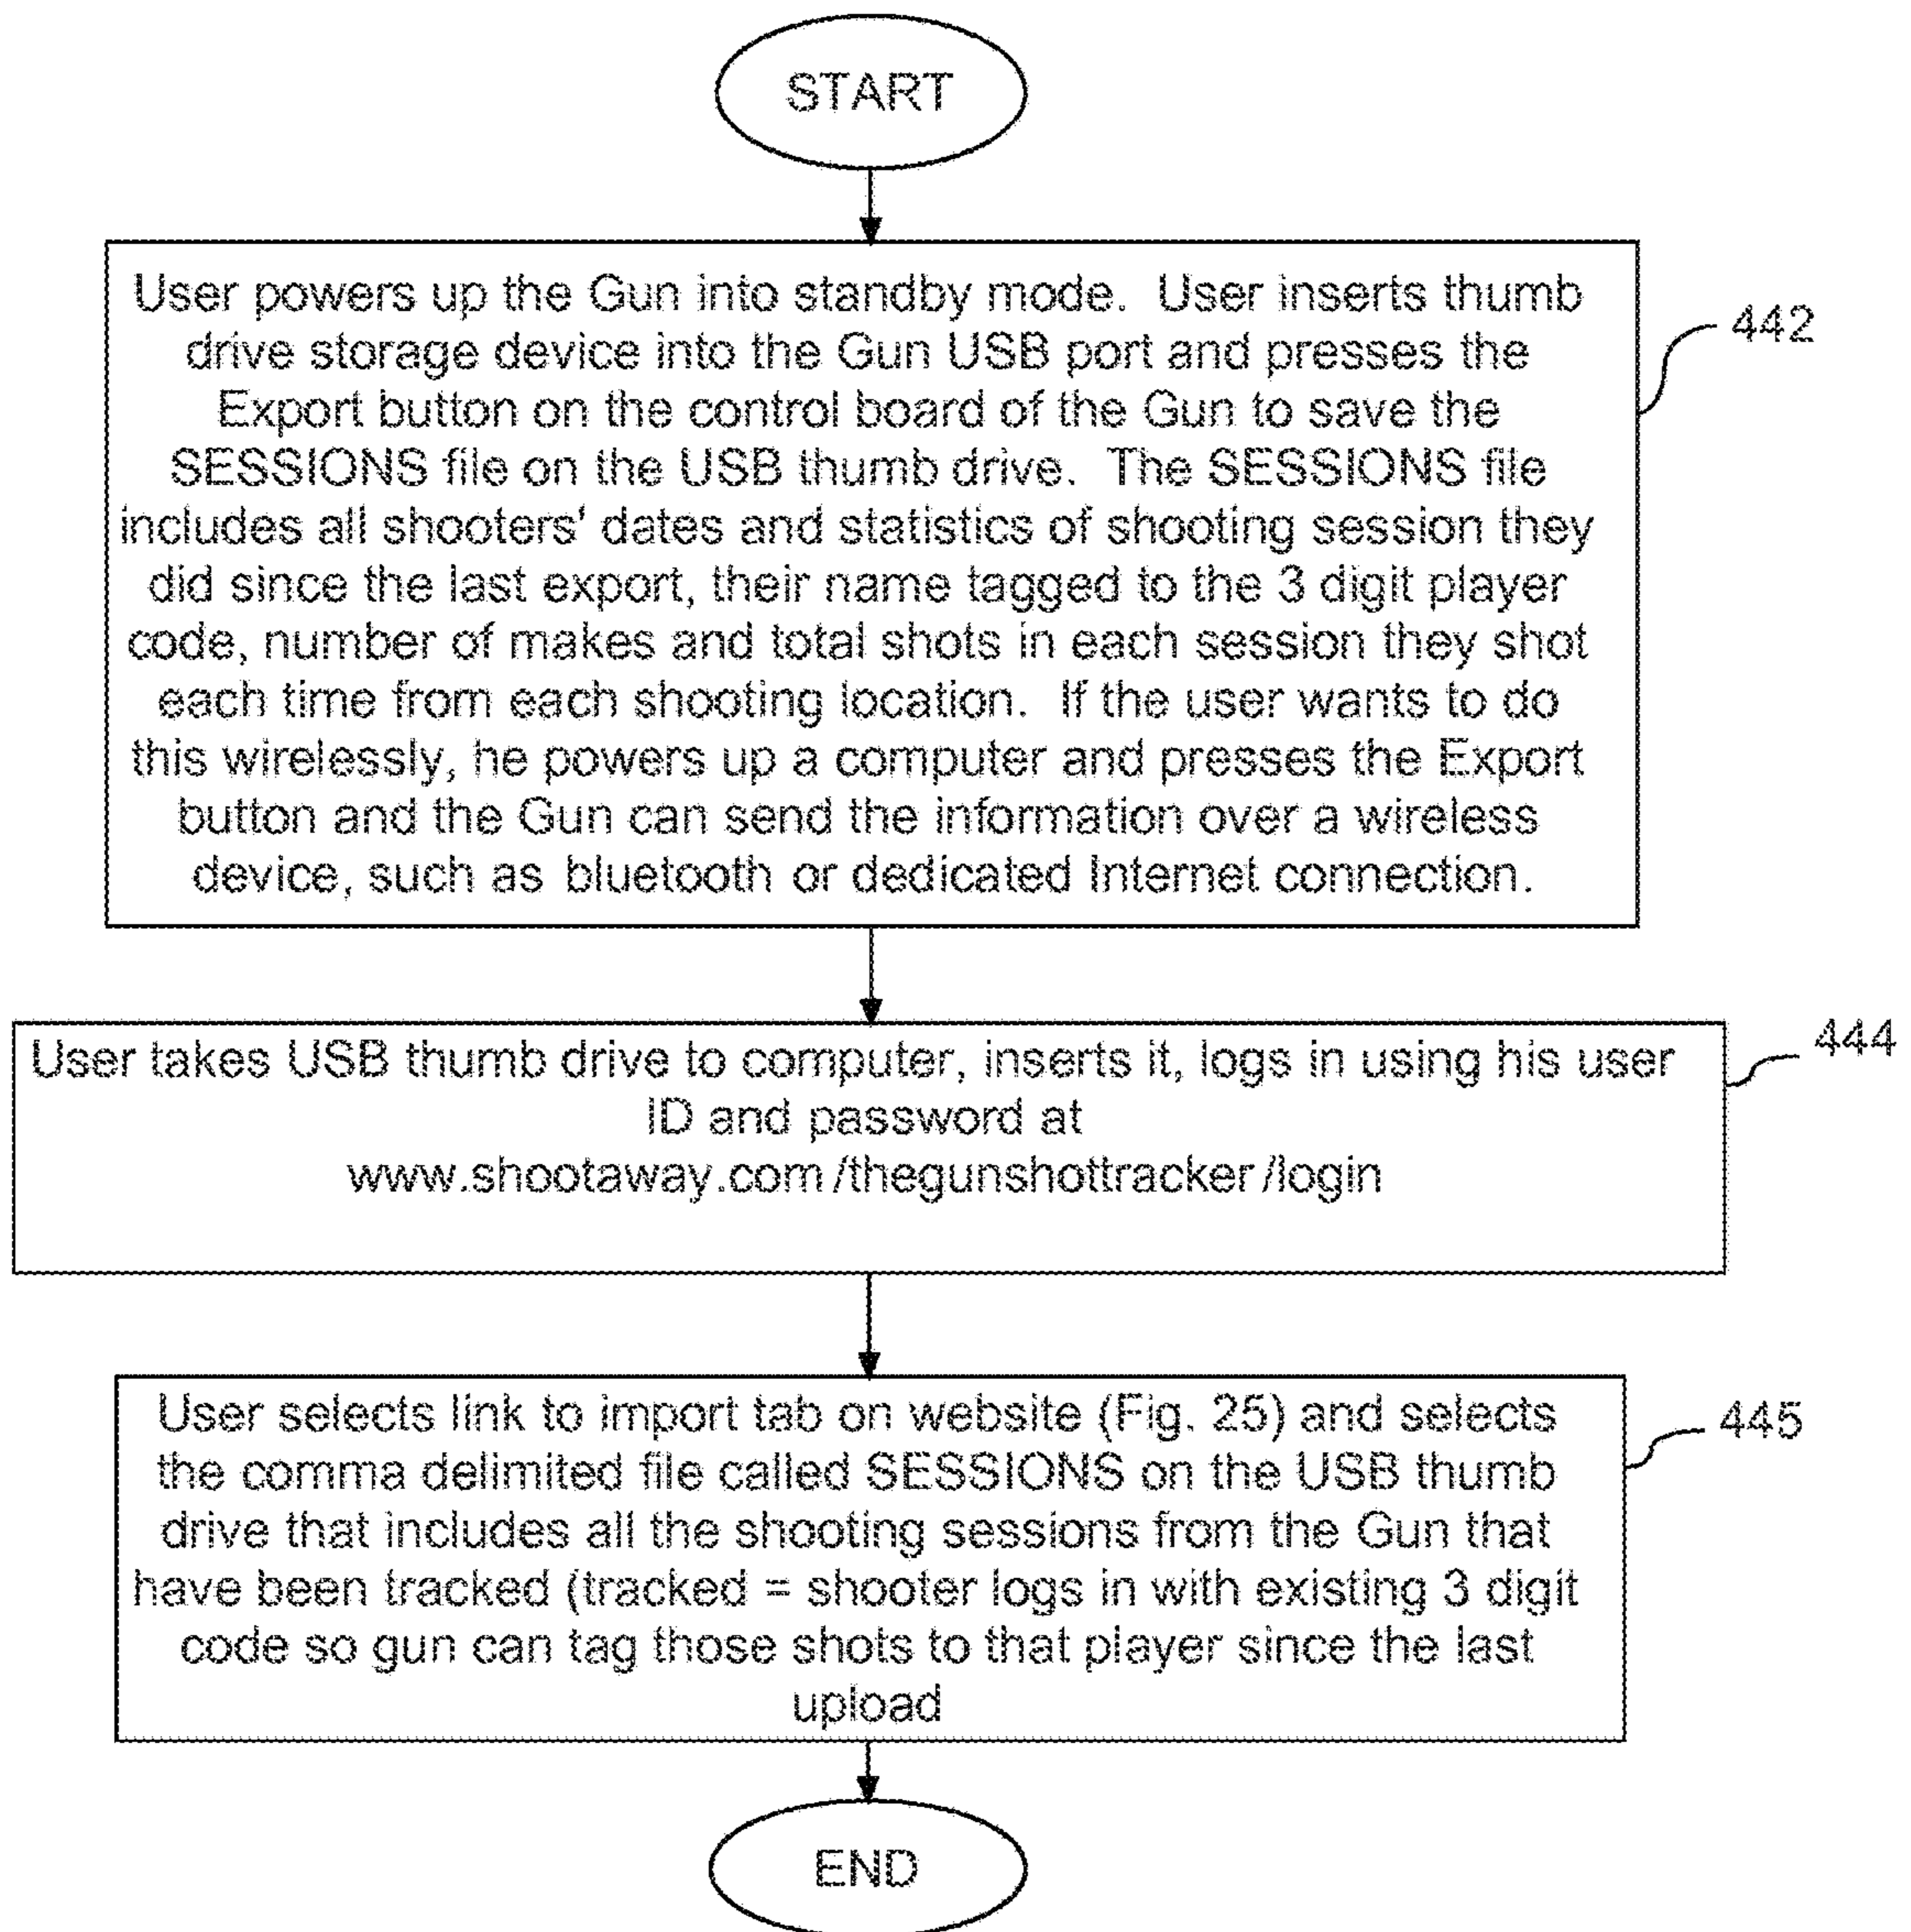 START
User powers up the Gun into standby mode. User inserts thumb
drive storage device into the Gun USB port and presses the
Export button on the control board of the Gun to save the
SESSIONS file on the USB thumb drive. The SESSIONS file
includes all shooters' dates and statistics of shooting session they
did since the last export, their name tagged to the 3 digit player
code, number of makes and total shots in each session they shot
each time from each shooting location. If the user wants to do
this wirelessly, he powers up a computer and presses the Export
button and the Gun can send the information over a wireless
device, such as bluetooth or dedicated Internet connection.
442
User takes USB thumb drive to computer, inserts it, logs in using his user
ID and password at
www.shootaway.com/thegunshottracker/login
444
User selects link to import tab on website (Fig. 25) and selects
the comma delimited file called SESSIONS on the USB thumb
drive that includes all the shooting sessions from the Gun that
have been tracked (tracked = shooter logs in with existing 3 digit
code so gun can tag those shots to that player since the last
upload
445
END